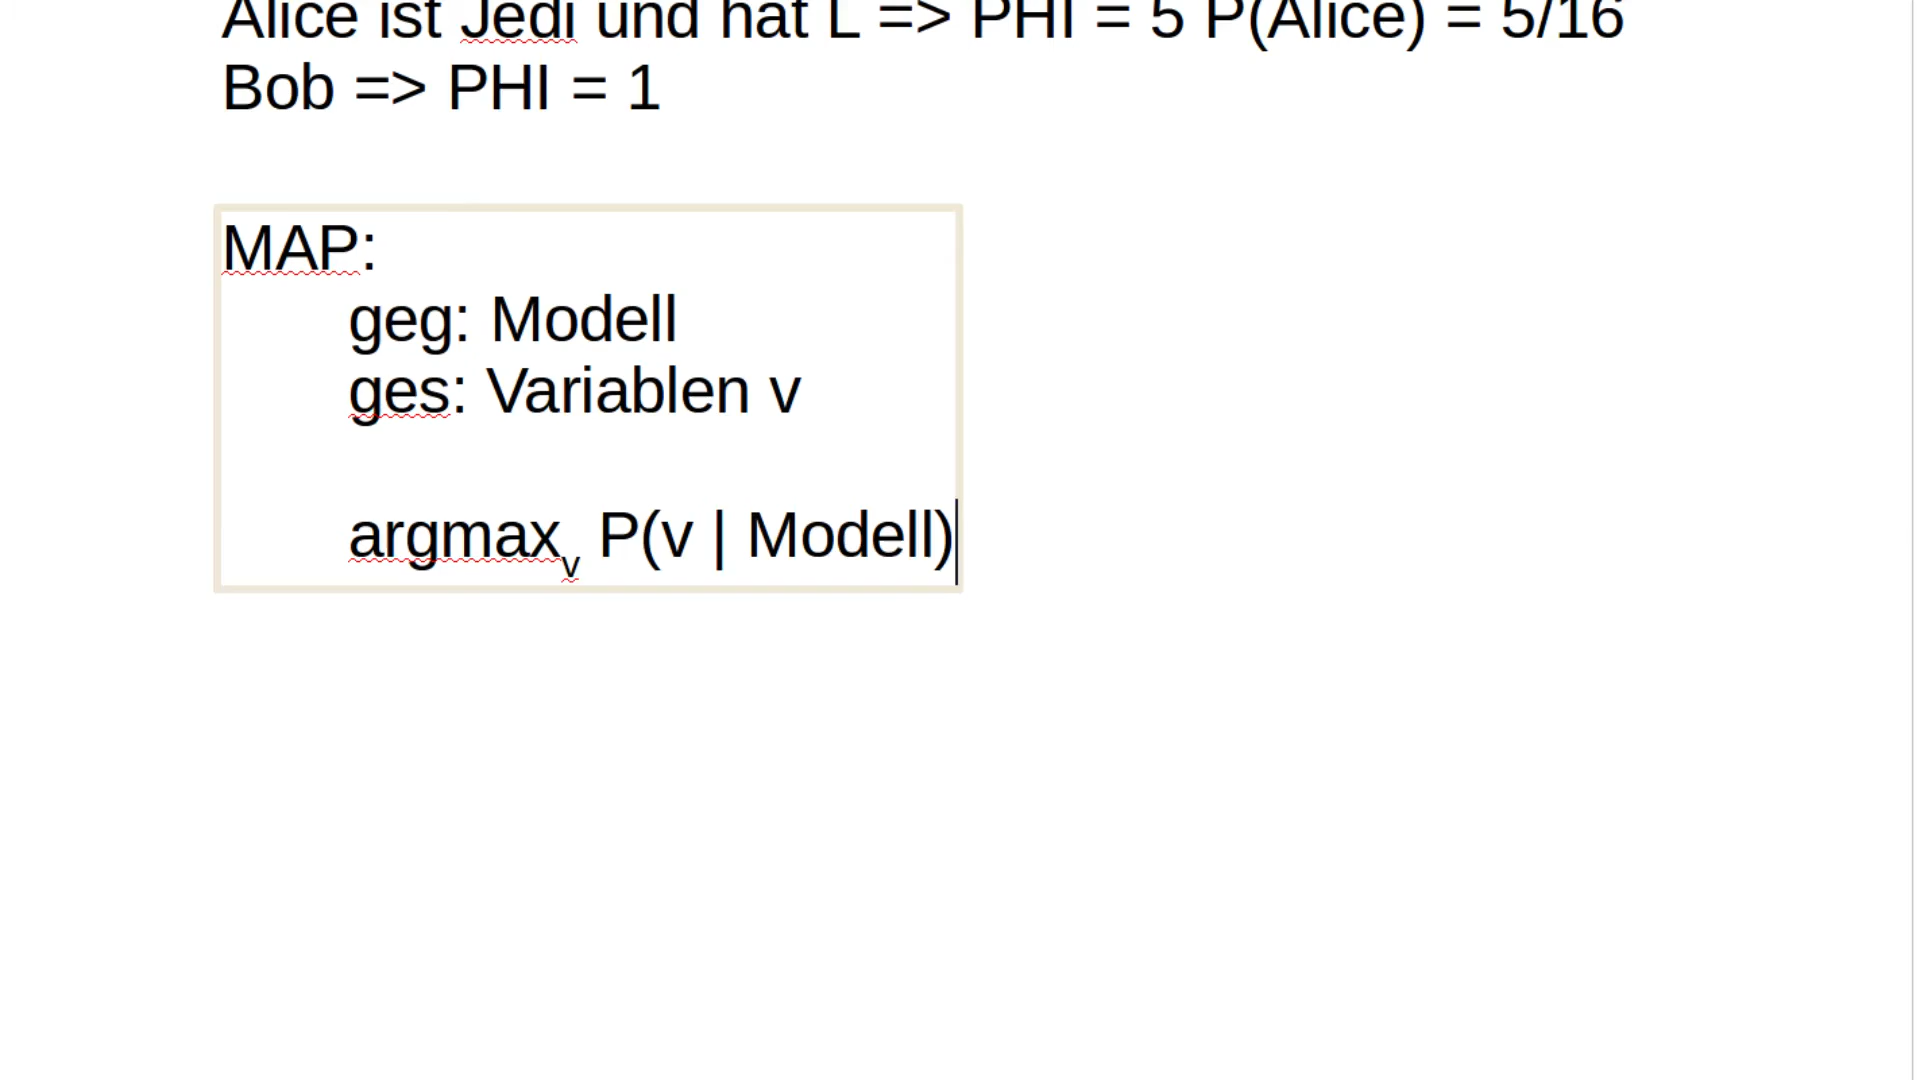 Alice ist Jedi und hat L => PHI = 5 P(Alice) = 5/16
Bob => PHI = 1
MAP:
geg: Modell
ges: Variablen v
argmaxᵥ P(v | Modell)